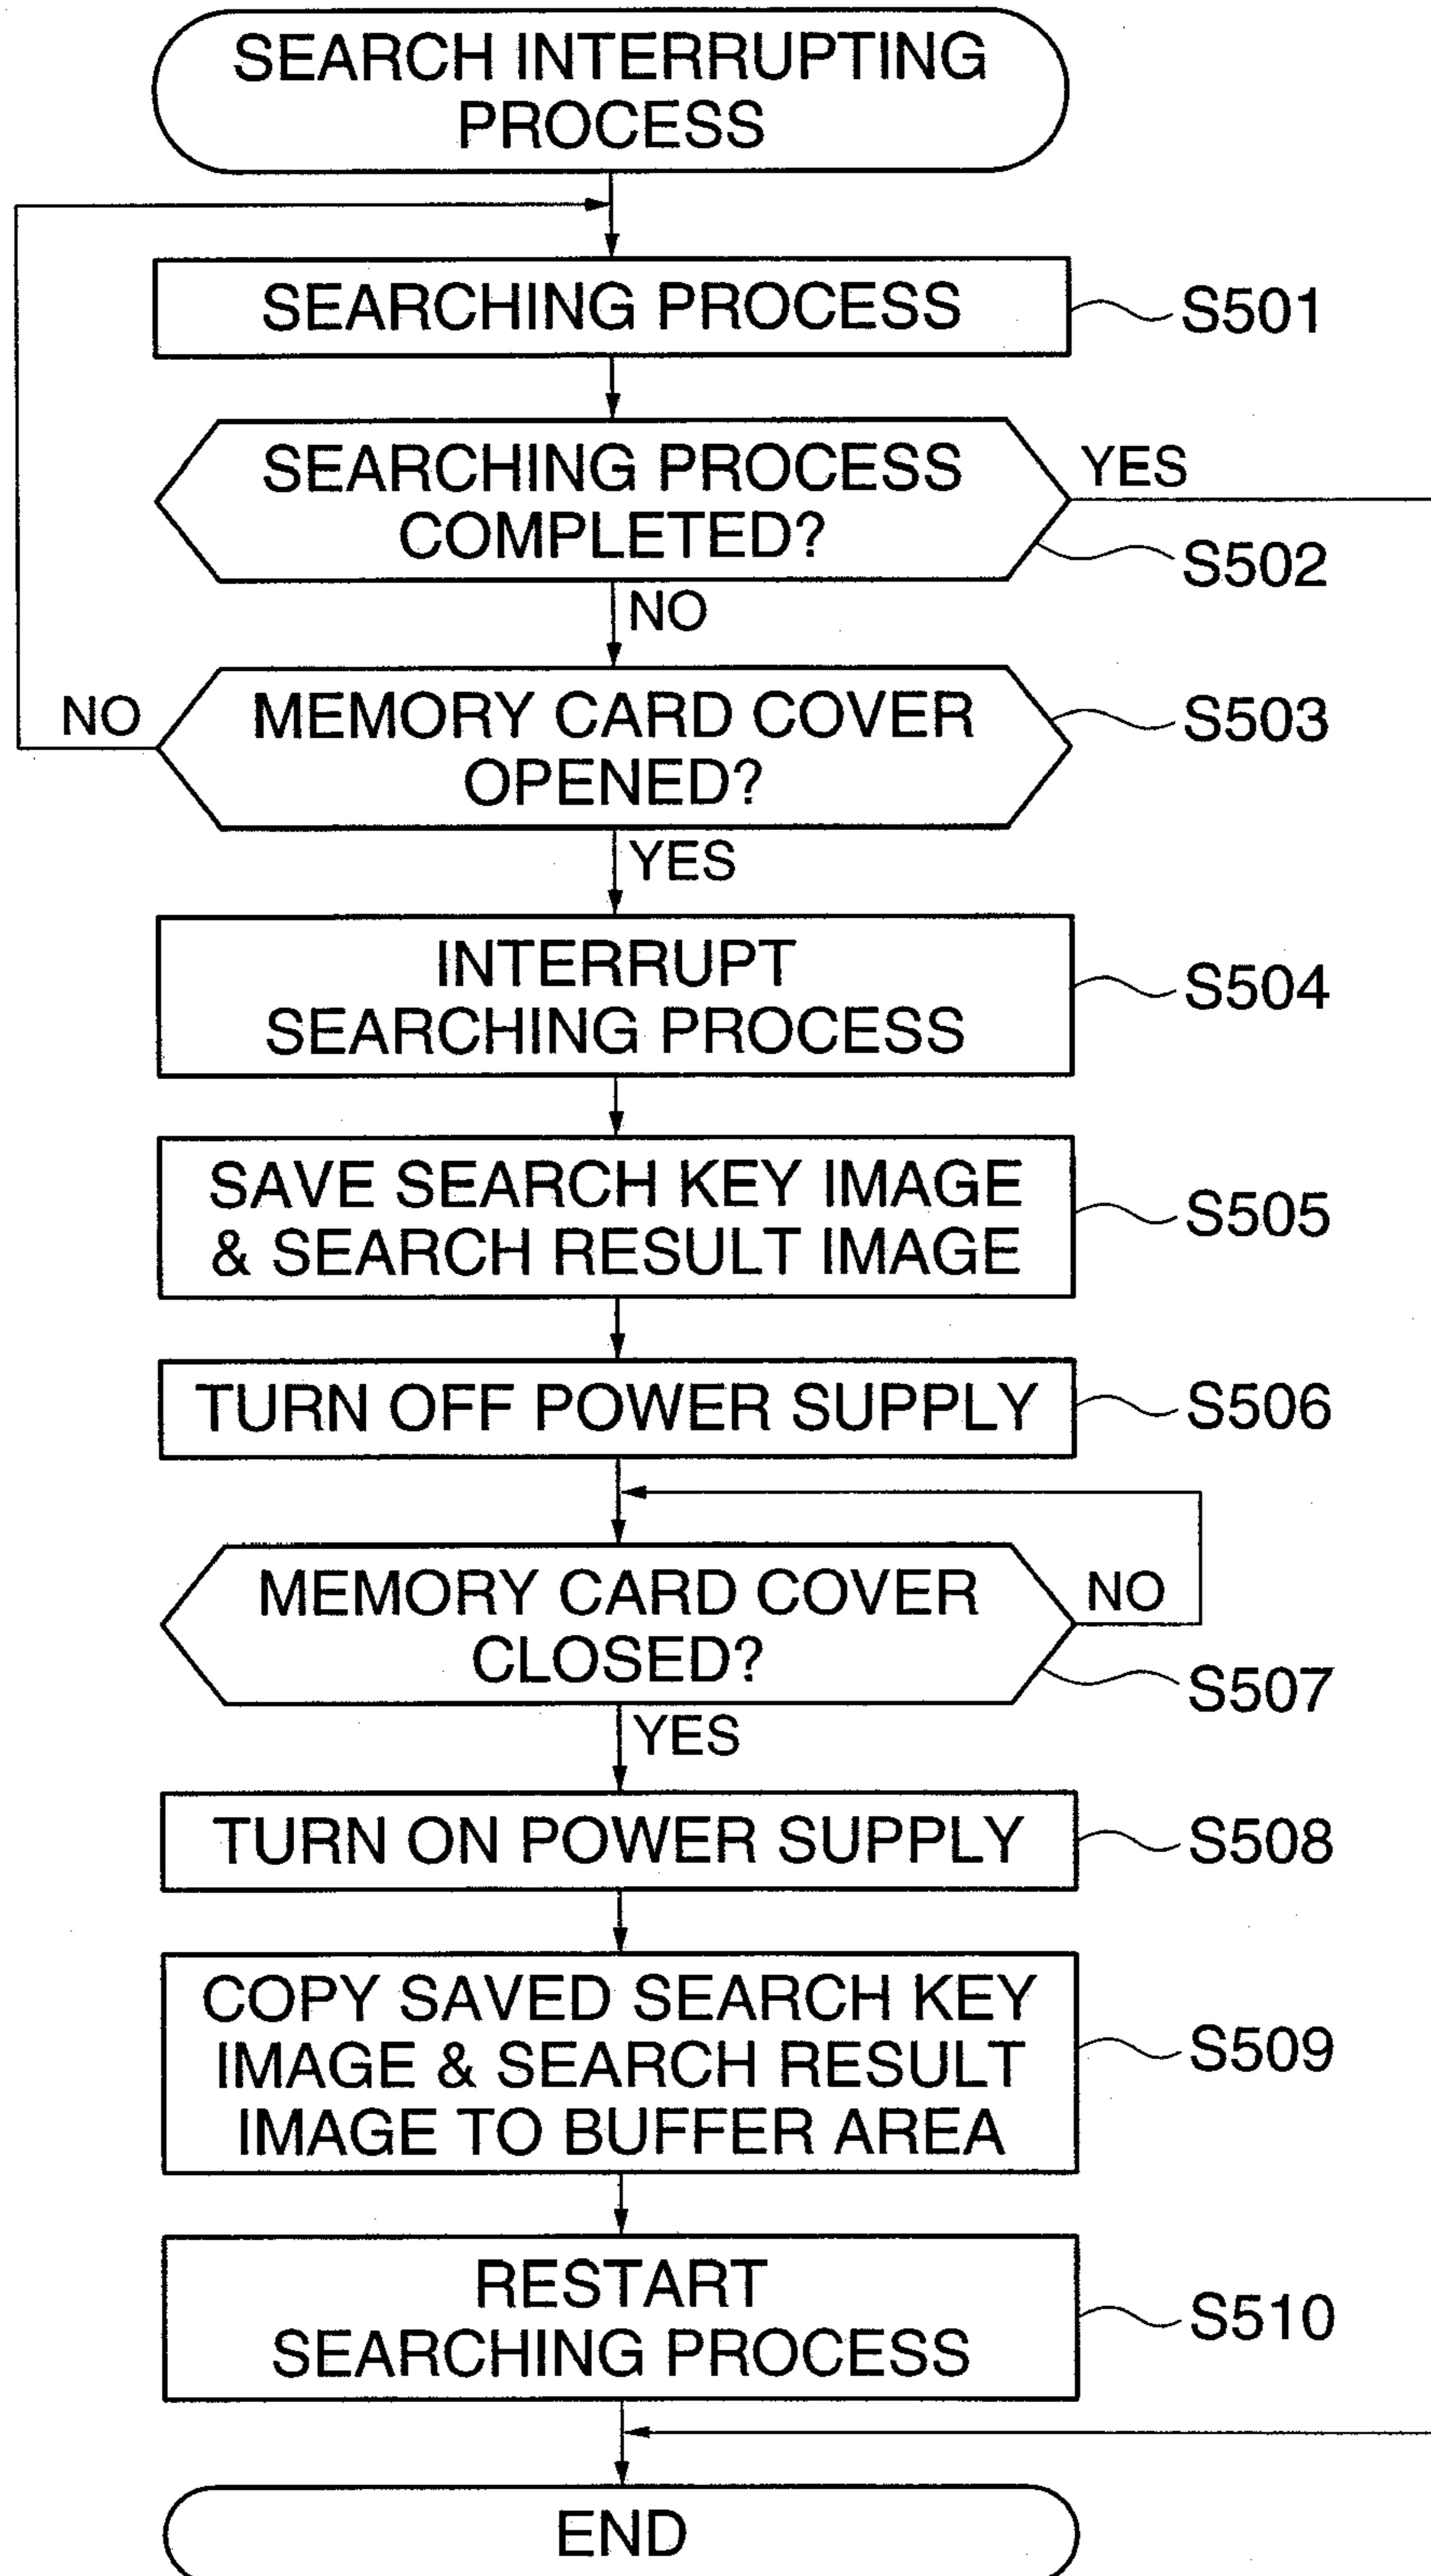 SEARCH INTERRUPTING
PROCESS
SEARCHING PROCESS
S501
SEARCHING PROCESS
COMPLETED?
YES
S502
NO
MEMORY CARD COVER
OPENED?
NO
S503
YES
INTERRUPT
SEARCHING PROCESS
S504
SAVE SEARCH KEY IMAGE
& SEARCH RESULT IMAGE
S505
TURN OFF POWER SUPPLY
S506
MEMORY CARD COVER
CLOSED?
NO
S507
YES
TURN ON POWER SUPPLY
S508
COPY SAVED SEARCH KEY
IMAGE & SEARCH RESULT
IMAGE TO BUFFER AREA
S509
RESTART
SEARCHING PROCESS
S510
END